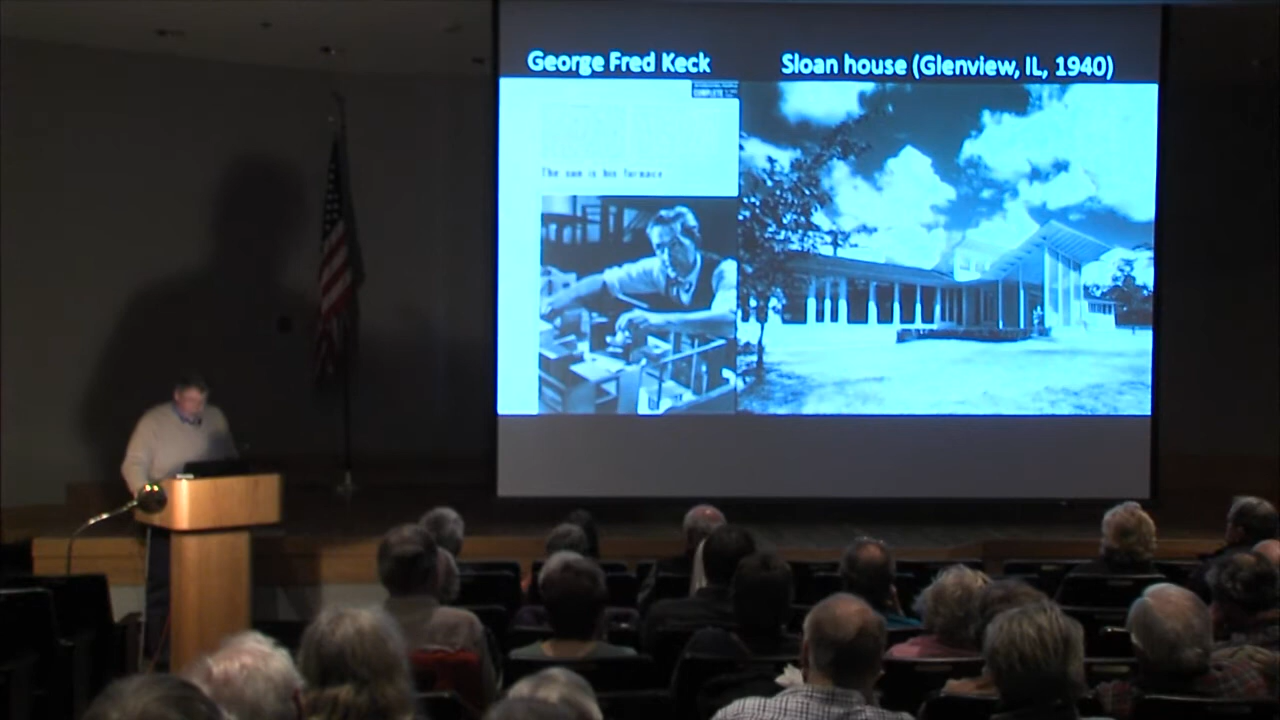 George Fred Keck
Sloan house (Glenview, IL, 1940)
The sun is his furnace